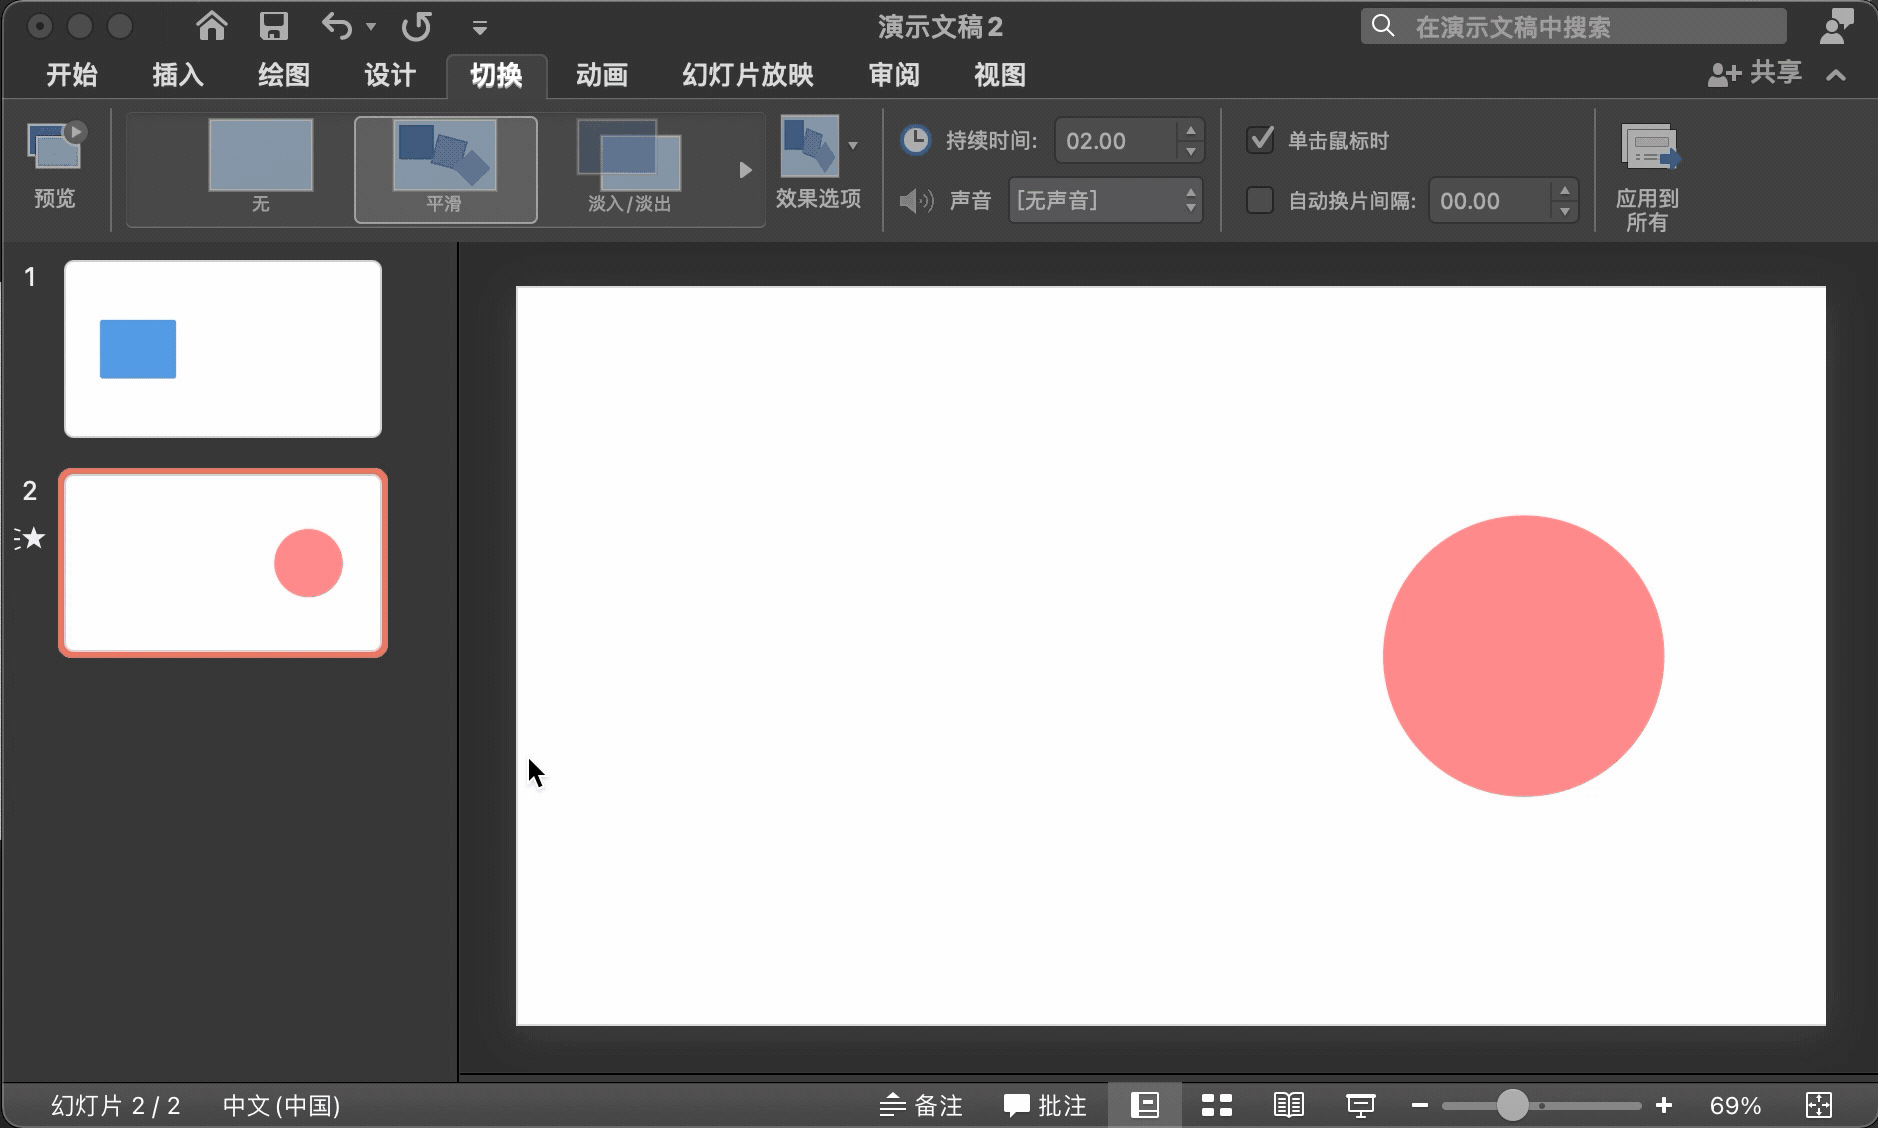 演示文稿2
在演示文稿中搜索
开始 插入 绘图 设计 切换 动画 幻灯片放映 审阅 视图 共享
预览
无
平滑
淡入/淡出
效果选项
持续时间: 02.00
声音 [无声音]
单击鼠标时
自动换片间隔: 00.00
应用到
所有
1
2
幻灯片 2 / 2 中文 (中国) 备注 批注 69%